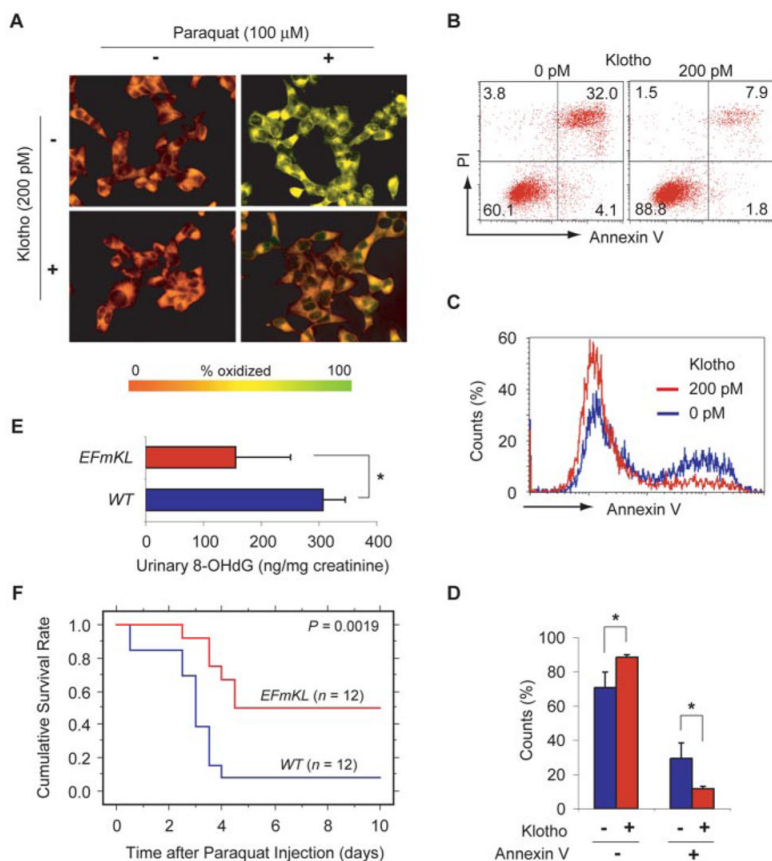 A
Paraquat (100 µM)
- +
Klotho (200 pM)
-
+
0 % oxidized 100
B
Klotho
0 pM 200 pM
3.8 32.0 1.5 7.9
60.1 4.1 88.8 1.8
PI
Annexin V
C
60
40
20
0
Counts (%)
Klotho
200 pM
0 pM
Annexin V
E
EFmKL
WT
*
0 100 200 300 400
Urinary 8-OHdG (ng/mg creatinine)
F
Cumulative Survival Rate
1.0
0.8
0.6
0.4
0.2
0.0
P = 0.0019
EFmKL (n = 12)
WT (n = 12)
0 2 4 6 8 10
Time after Paraquat Injection (days)
D
Counts (%)
100
80
60
40
20
0
*
*
Klotho - + - +
Annexin V - +